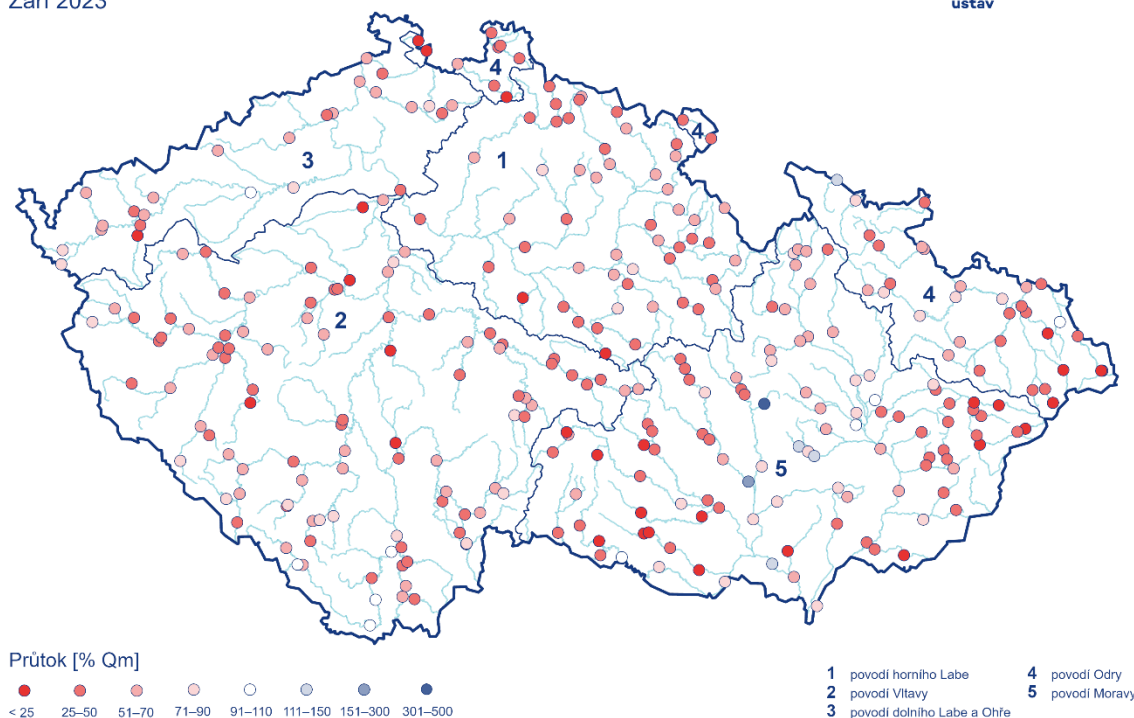 Září 2023
ústav
4
4
3
1
2
4
5
Průtok [% Qm]
< 25 25–50 51–70 71–90 91–110 111–150 151–300 301–500
1 povodí horního Labe
2 povodí Vltavy
3 povodí dolního Labe a Ohře
4 povodí Odry
5 povodí Moravy